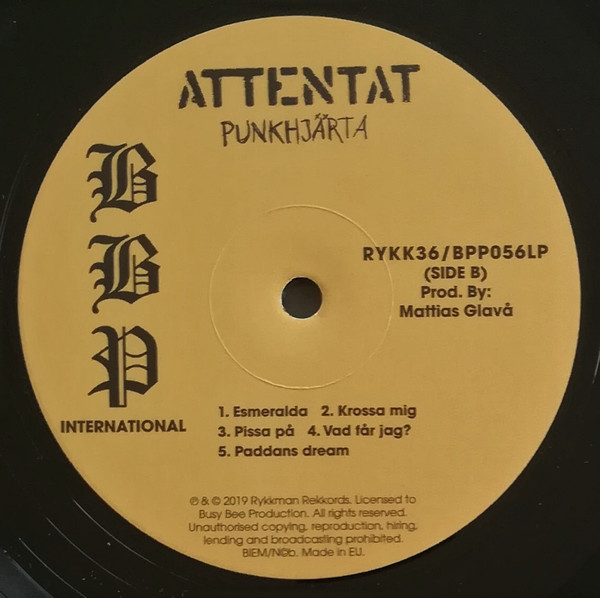 ATTENTAT
PUNKHJÄRTA
B
B
P
INTERNATIONAL
RYKK36/BPP056LP
(SIDE B)
Prod. By:
Mattias Glavå
1. Esmeralda 2. Krossa mig
3. Pissa på 4. Vad får jag?
5. Paddans dream
℗ & © 2019 Rykkman Rekkords. Licensed to
Busy Bee Production. All rights reserved.
Unauthorised copying, reproduction, hiring,
lending and broadcasting prohibited.
BIEM/N©b. Made in EU.